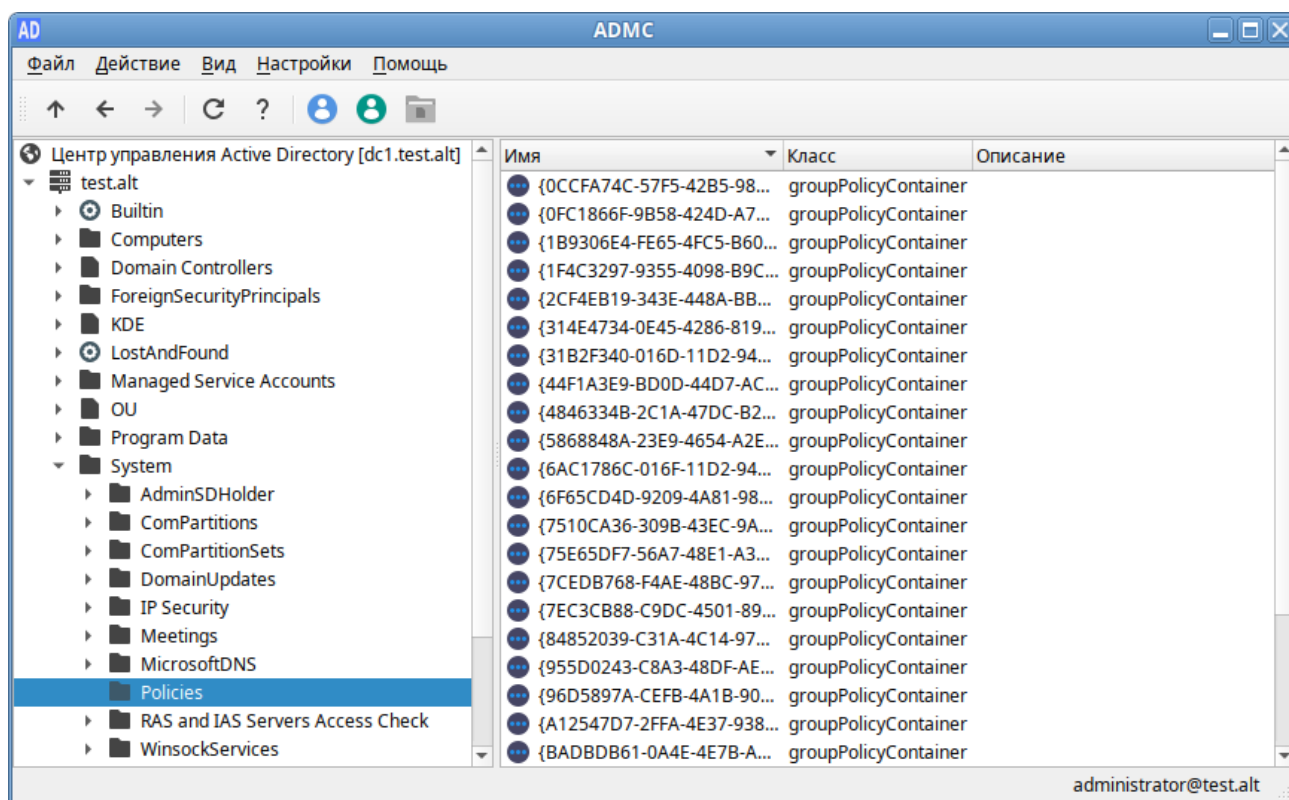 AD ADMC
Файл Действие Вид Настройки Помощь
?
Центр управления Active Directory [dc1.test.alt]
test.alt
Builtin
Computers
Domain Controllers
ForeignSecurityPrincipals
KDE
LostAndFound
Managed Service Accounts
OU
Program Data
System
AdminSDHolder
ComPartitions
ComPartitionSets
DomainUpdates
IP Security
Meetings
MicrosoftDNS
Policies
RAS and IAS Servers Access Check
WinsockServices
Имя Класс Описание
{0CCFA74C-57F5-42B5-98... groupPolicyContainer
{0FC1866F-9B58-424D-A7... groupPolicyContainer
{1B9306E4-FE65-4FC5-B60... groupPolicyContainer
{1F4C3297-9355-4098-B9C... groupPolicyContainer
{2CF4EB19-343E-448A-BB... groupPolicyContainer
{314E4734-0E45-4286-819... groupPolicyContainer
{31B2F340-016D-11D2-94... groupPolicyContainer
{44F1A3E9-BD0D-44D7-AC... groupPolicyContainer
{4846334B-2C1A-47DC-B2... groupPolicyContainer
{5868848A-23E9-4654-A2E... groupPolicyContainer
{6AC1786C-016F-11D2-94... groupPolicyContainer
{6F65CD4D-9209-4A81-98... groupPolicyContainer
{7510CA36-309B-43EC-9A... groupPolicyContainer
{75E65DF7-56A7-48E1-A3... groupPolicyContainer
{7CEDB768-F4AE-48BC-97... groupPolicyContainer
{7EC3CB88-C9DC-4501-89... groupPolicyContainer
{84852039-C31A-4C14-97... groupPolicyContainer
{955D0243-C8A3-48DF-AE... groupPolicyContainer
{96D5897A-CEFB-4A1B-90... groupPolicyContainer
{A12547D7-2FFA-4E37-938... groupPolicyContainer
{BADBDB61-0A4E-4E7B-A... groupPolicyContainer
administrator@test.alt